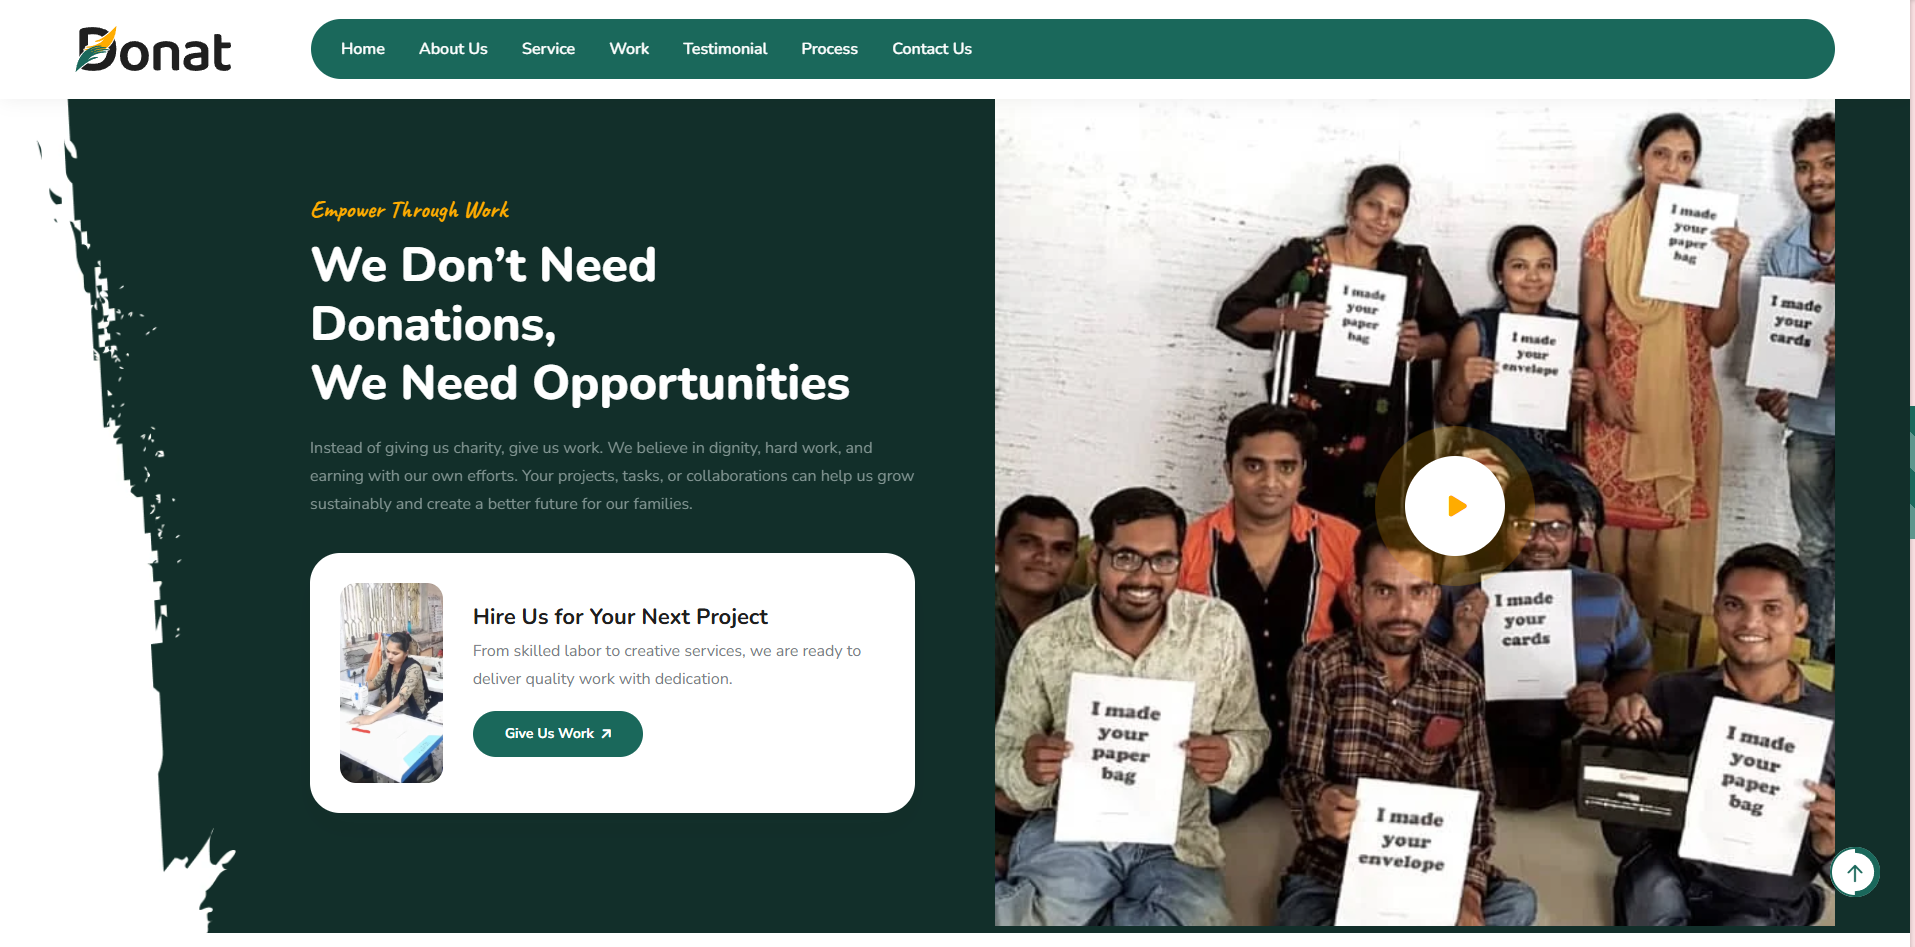 Donat
Home About Us Service Work Testimonial Process Contact Us
Empower Through Work
We Don’t Need
Donations,
We Need Opportunities
Instead of giving us charity, give us work. We believe in dignity, hard work, and
earning with our own efforts. Your projects, tasks, or collaborations can help us grow
sustainably and create a better future for our families.
Hire Us for Your Next Project
From skilled labor to creative services, we are ready to
deliver quality work with dedication.
Give Us Work
I made
your
paper
bag
I made
your
envelope
I made
your
paper
bag
I made
your
cards
I made
your
paper
bag
I made
your
cards
I made
your
envelope
I made
your
paper
bag